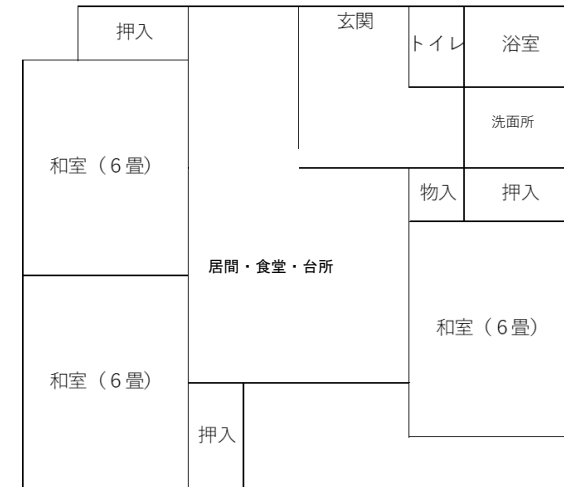 玄関
押入
トイレ
浴室
洗面所
和室（６畳）
物入
押入
居間・食堂・台所
和室（６畳）
和室（６畳）
押入